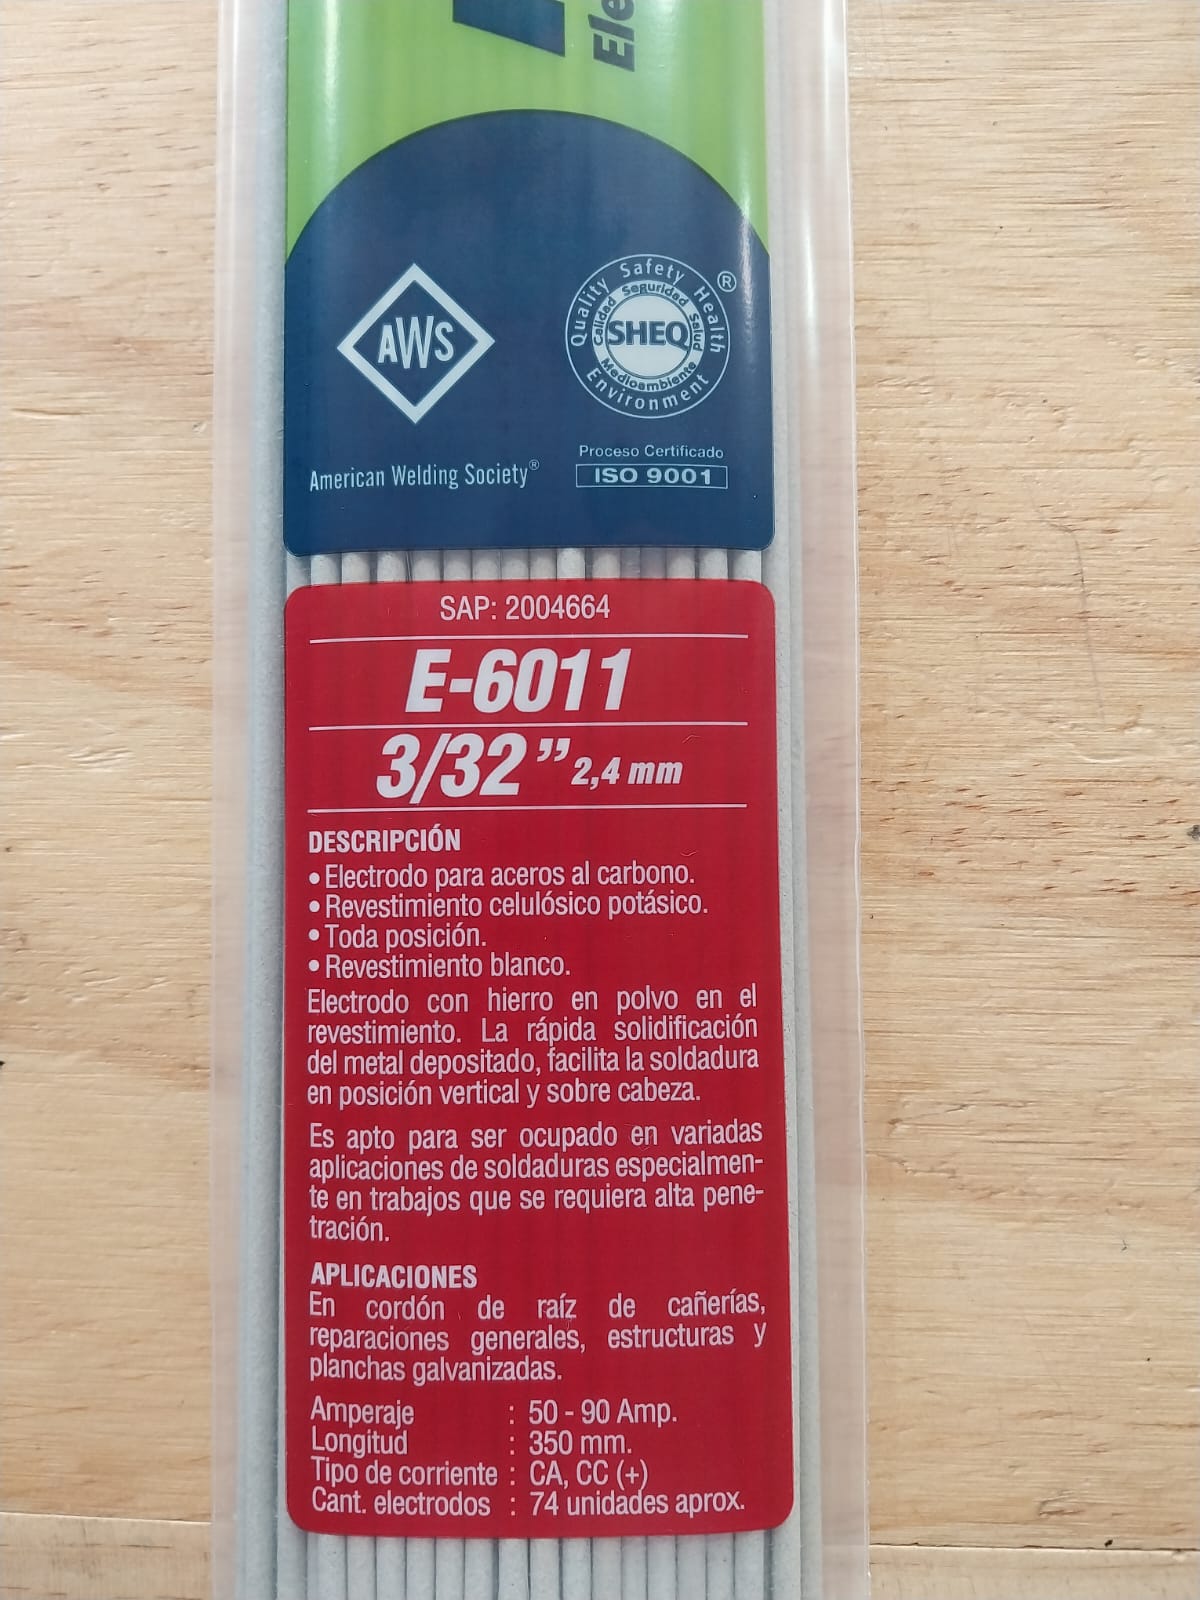 Ele
AWS
American Welding Society®
Quality Safety Health ®
Calidad Seguridad Salud
SHEQ
Medioambiente
Environment
Proceso Certificado
ISO 9001
SAP: 2004664
E-6011
3/32” 2,4 mm
DESCRIPCIÓN
• Electrodo para aceros al carbono.
• Revestimiento celulósico potásico.
• Toda posición.
• Revestimiento blanco.
Electrodo con hierro en polvo en el
revestimiento. La rápida solidificación
del metal depositado, facilita la soldadura
en posición vertical y sobre cabeza.
Es apto para ser ocupado en variadas
aplicaciones de soldaduras especialmen-
te en trabajos que se requiera alta pene-
tración.
APLICACIONES
En cordón de raíz de cañerías,
reparaciones generales, estructuras y
planchas galvanizadas.
Amperaje : 50 - 90 Amp.
Longitud : 350 mm.
Tipo de corriente : CA, CC (+)
Cant. electrodos : 74 unidades aprox.